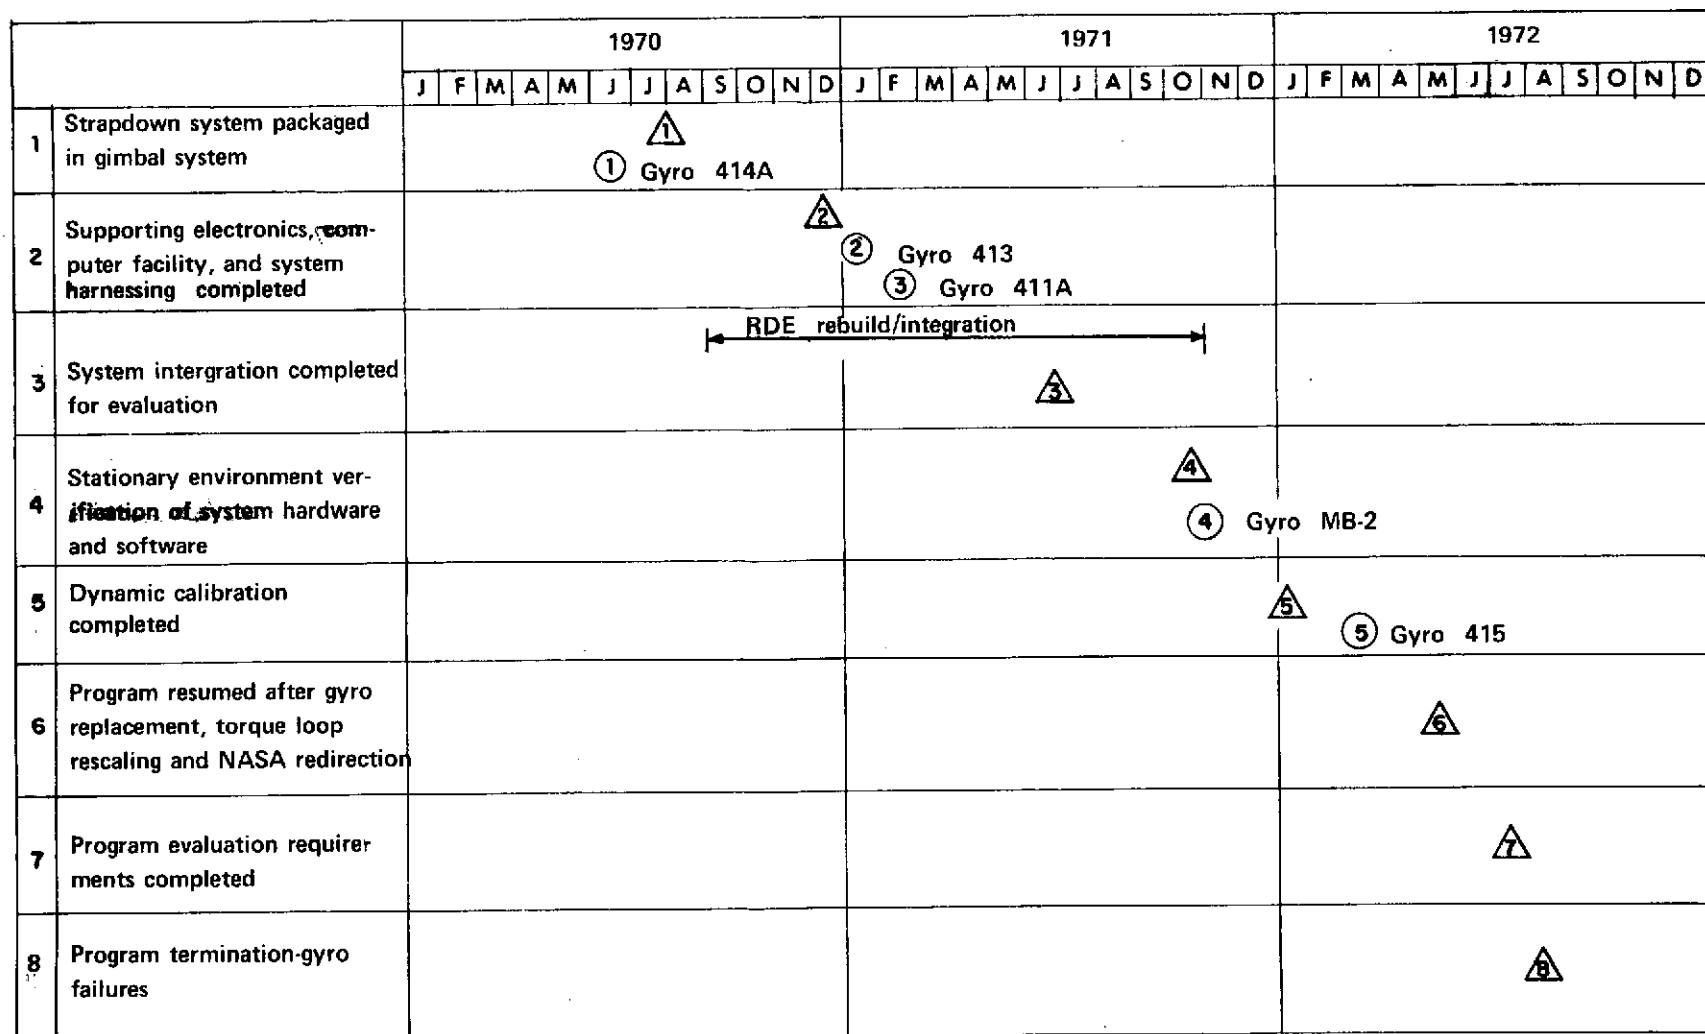 1970 1971 1972
J F M A M J J A S O N D J F M A M J J A S O N D J F M A M J J A S O N D
1 Strapdown system packaged
in gimbal system
1
1 Gyro 414A
2 Supporting electronics, com-
puter facility, and system
harnessing completed
2
2 Gyro 413
3 Gyro 411A
RDE rebuild/integration
3 System intergration completed
for evaluation
3
4 Stationary environment ver-
ification of system hardware
and software
4
4 Gyro MB-2
5 Dynamic calibration
completed
5
5 Gyro 415
6 Program resumed after gyro
replacement, torque loop
rescaling and NASA redirection
6
7 Program evaluation requirer
ments completed
7
8 Program termination-gyro
failures
8